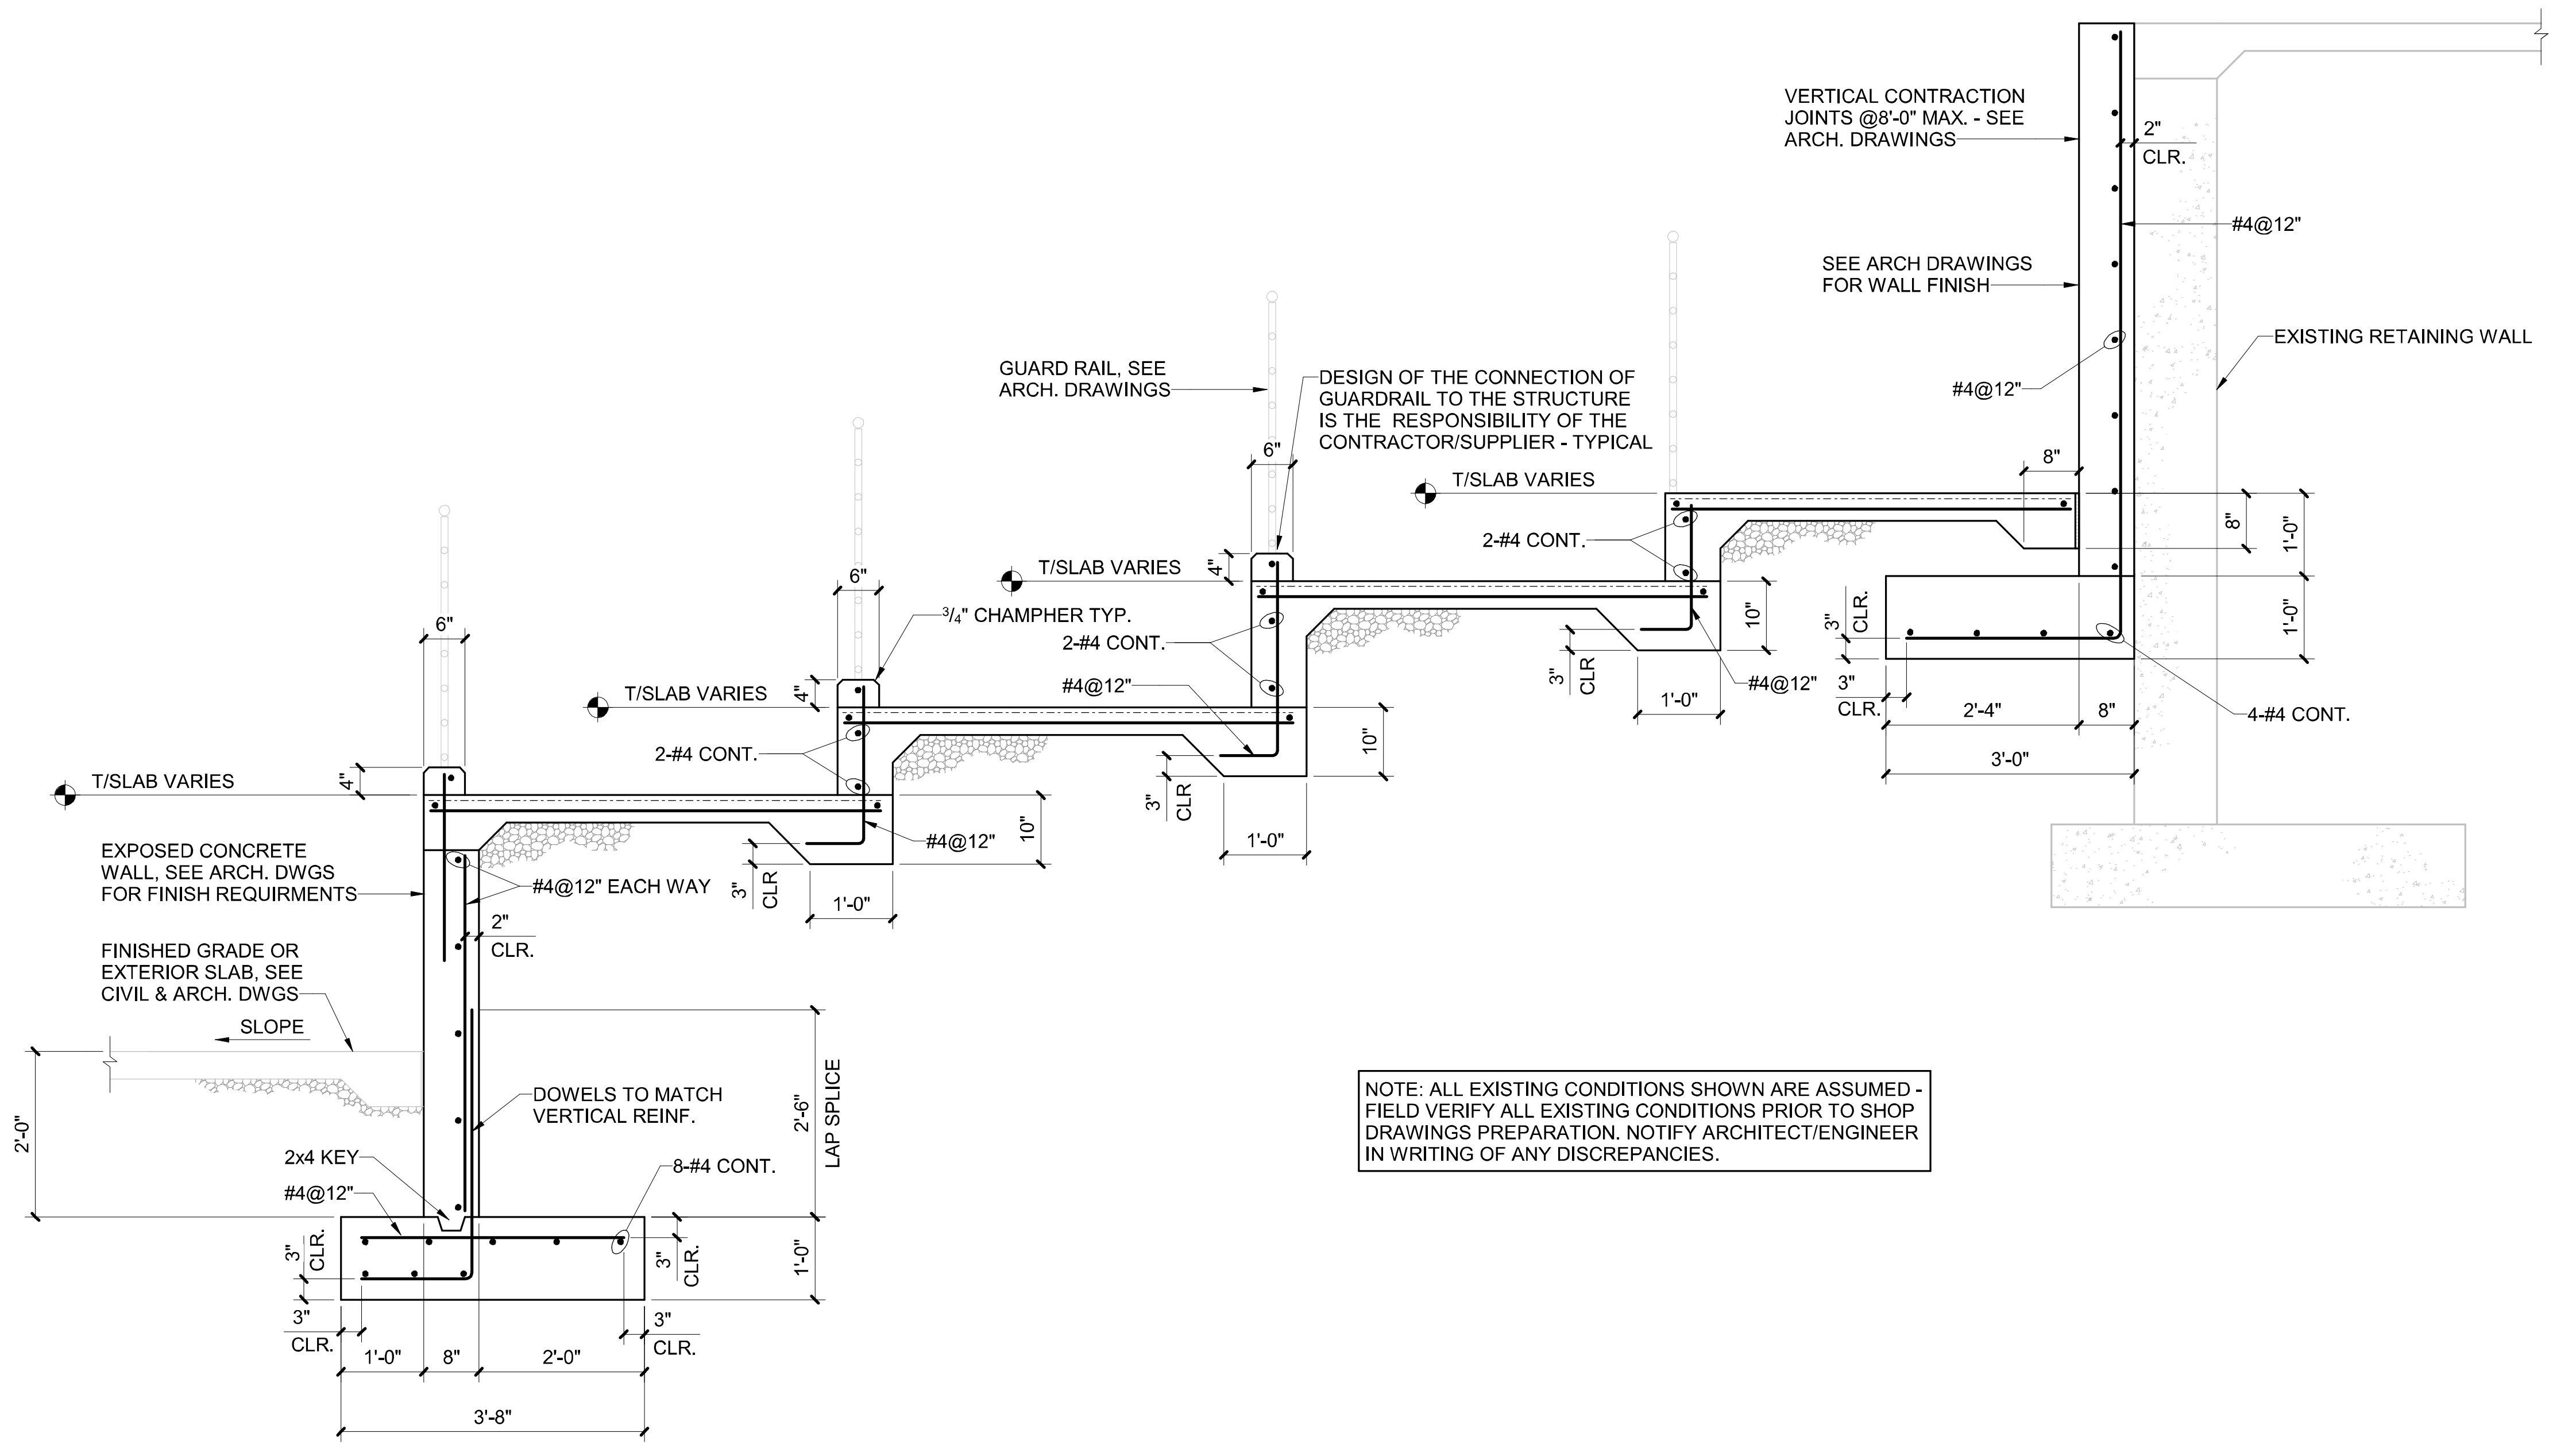 VERTICAL CONTRACTION
JOINTS @8'-0" MAX. - SEE
ARCH. DRAWINGS
2"
CLR.
#4@12"
SEE ARCH DRAWINGS
FOR WALL FINISH
EXISTING RETAINING WALL
#4@12"
GUARD RAIL, SEE
ARCH. DRAWINGS
DESIGN OF THE CONNECTION OF
GUARDRAIL TO THE STRUCTURE
IS THE RESPONSIBILITY OF THE
CONTRACTOR/SUPPLIER - TYPICAL
6"
T/SLAB VARIES
8"
8"
1'-0"
2-#4 CONT.
T/SLAB VARIES
4"
6"
3/4" CHAMPHER TYP.
10"
3"
CLR.
1'-0"
2-#4 CONT.
3"
CLR
#4@12"
1'-0"
#4@12"
3"
CLR.
2'-4"
8"
4-#4 CONT.
3'-0"
6"
T/SLAB VARIES
4"
2-#4 CONT.
10"
3"
CLR
1'-0"
T/SLAB VARIES
4"
#4@12"
10"
3"
CLR
1'-0"
EXPOSED CONCRETE
WALL, SEE ARCH. DWGS
FOR FINISH REQUIRMENTS
#4@12" EACH WAY
2"
CLR.
FINISHED GRADE OR
EXTERIOR SLAB, SEE
CIVIL & ARCH. DWGS
SLOPE
2'-0"
DOWELS TO MATCH
VERTICAL REINF.
2'-6"
LAP SPLICE
2x4 KEY
#4@12"
8-#4 CONT.
3"
CLR.
3"
CLR.
1'-0"
3"
CLR.
3"
CLR.
1'-0"
8"
2'-0"
3'-8"
NOTE: ALL EXISTING CONDITIONS SHOWN ARE ASSUMED -
FIELD VERIFY ALL EXISTING CONDITIONS PRIOR TO SHOP
DRAWINGS PREPARATION. NOTIFY ARCHITECT/ENGINEER
IN WRITING OF ANY DISCREPANCIES.